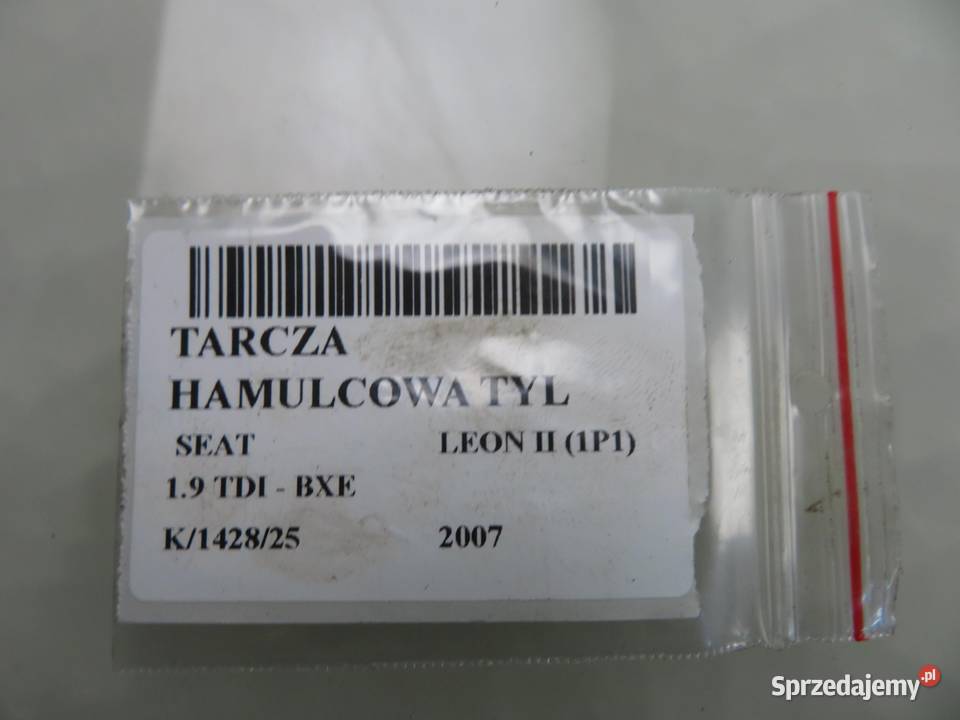 TARCZA
HAMULCOWA TYL
SEAT LEON II (1P1)
1.9 TDI - BXE
K/1428/25 2007
Sprzedajemy.pl